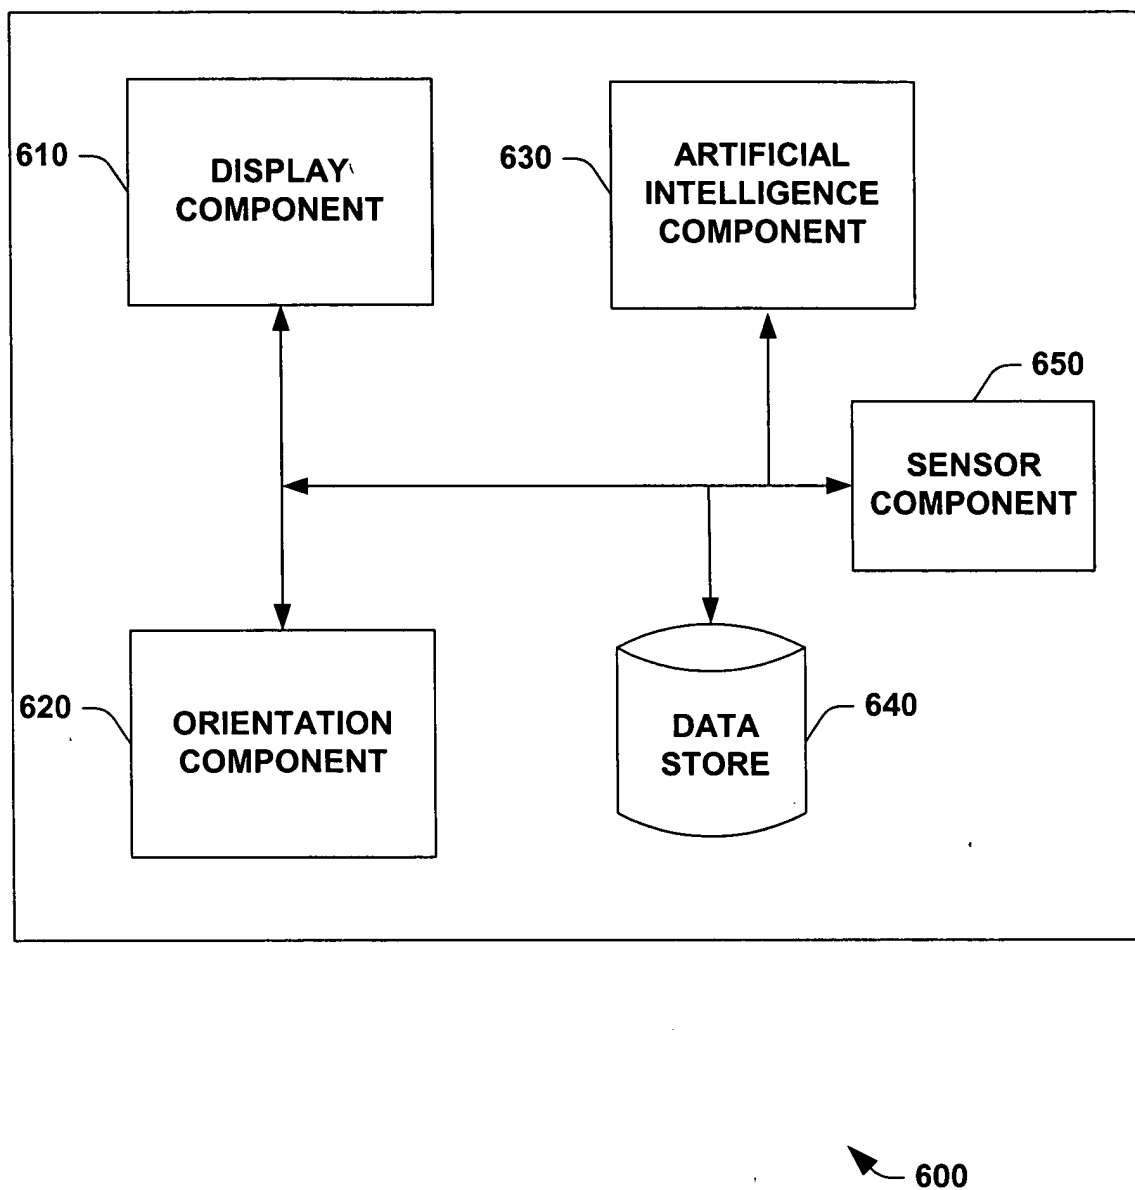 610
DISPLAY
COMPONENT
630
ARTIFICIAL
INTELLIGENCE
COMPONENT
650
SENSOR
COMPONENT
620
ORIENTATION
COMPONENT
640
DATA
STORE
600